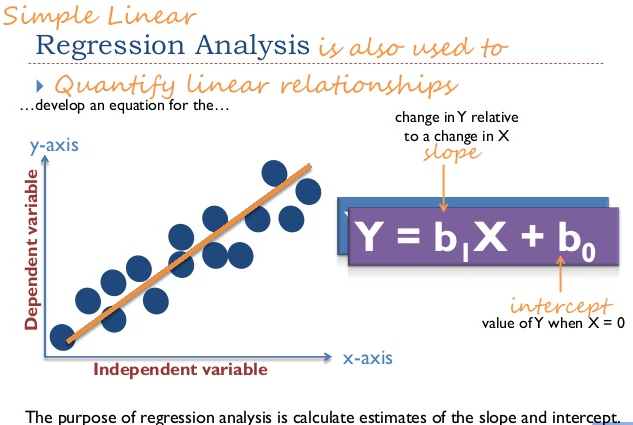 Simple Linear
Regression Analysis is also used to
Quantify linear relationships
…develop an equation for the…
change in Y relative
to a change in X
slope
y-axis
Dependent variable
Y = b₁X + b₀
intercept
value of Y when X = 0
x-axis
Independent variable
The purpose of regression analysis is calculate estimates of the slope and intercept.